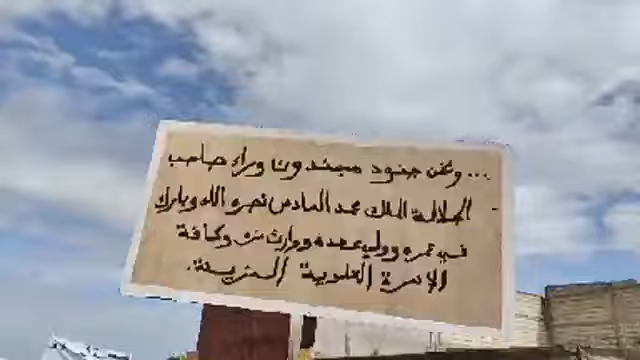 ... ونحن جنود مجندون وراء صاحب
الجلالة الملك محمد السادس نصره الله وبارك
في عمره وولي عهده ووارث سره وكافة
الأسرة العلوية الشريفة.